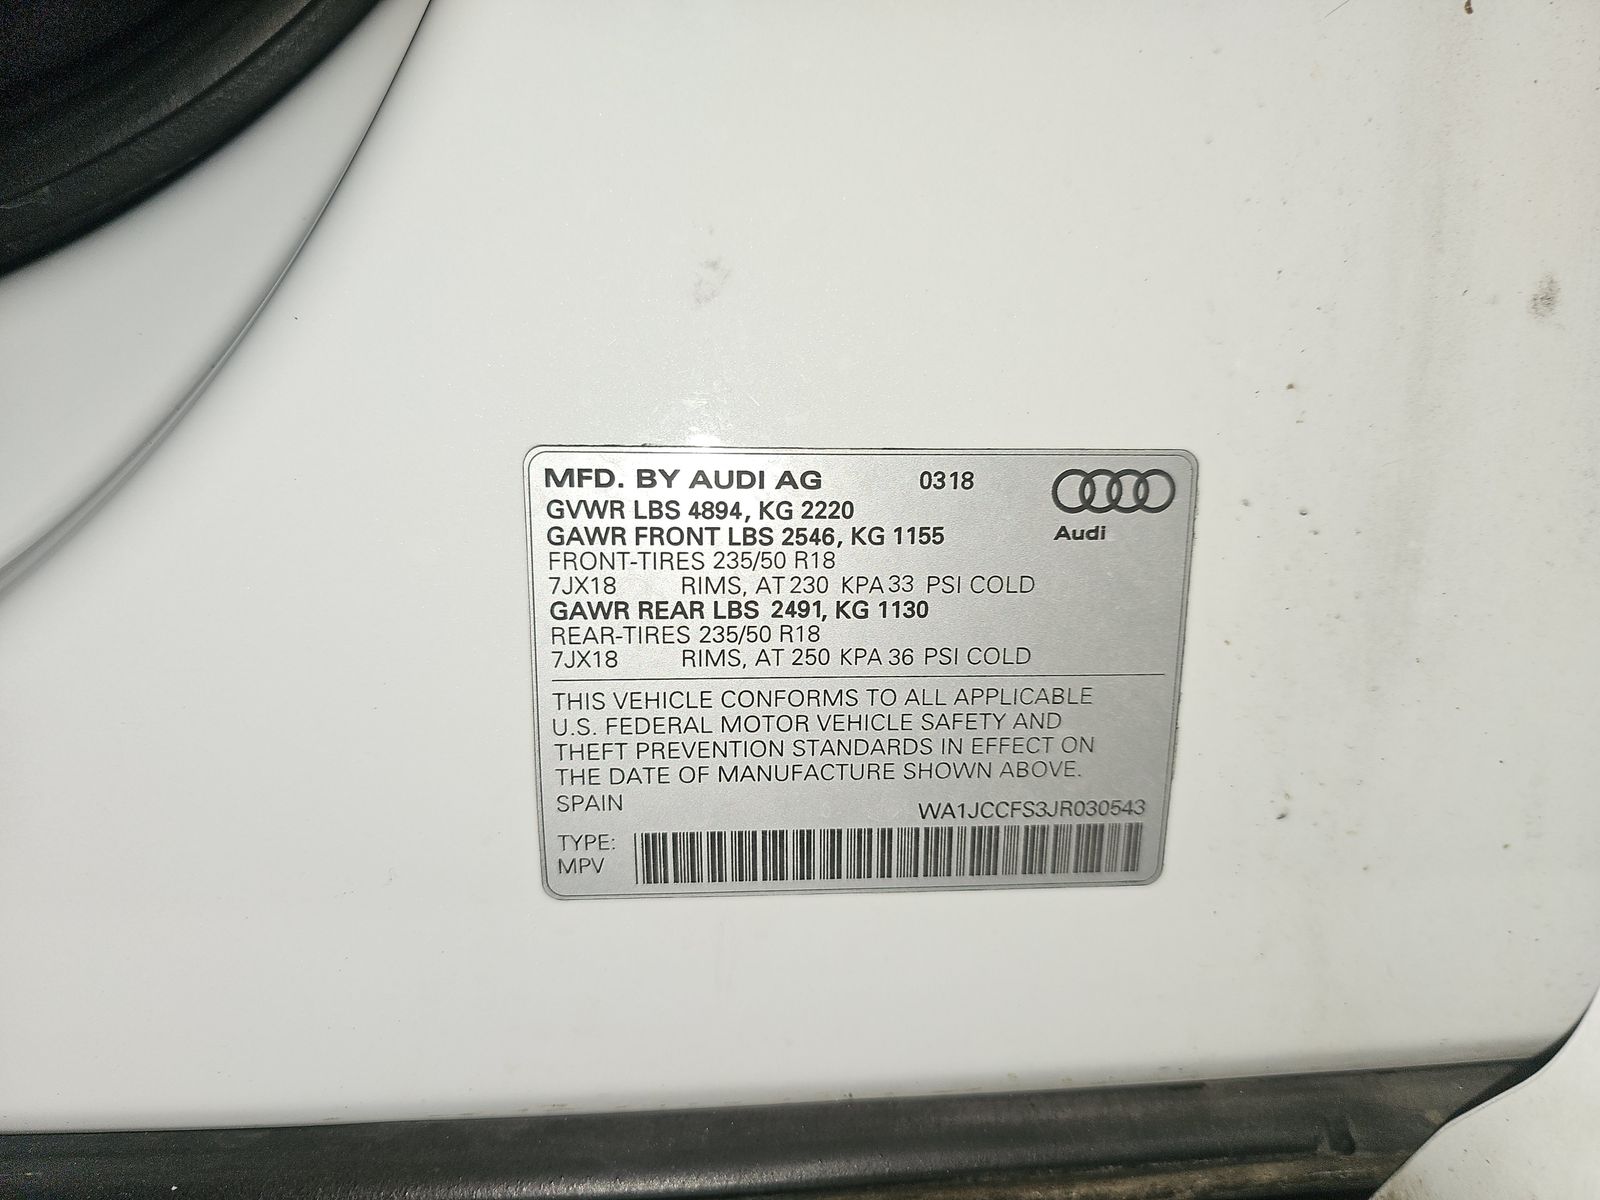 MFD. BY AUDI AG 0318
GVWR LBS 4894, KG 2220
GAWR FRONT LBS 2546, KG 1155
Audi
FRONT-TIRES 235/50 R18
7JX18 RIMS, AT 230 KPA 33 PSI COLD
GAWR REAR LBS 2491, KG 1130
REAR-TIRES 235/50 R18
7JX18 RIMS, AT 250 KPA 36 PSI COLD
THIS VEHICLE CONFORMS TO ALL APPLICABLE
U.S. FEDERAL MOTOR VEHICLE SAFETY AND
THEFT PREVENTION STANDARDS IN EFFECT ON
THE DATE OF MANUFACTURE SHOWN ABOVE.
SPAIN WA1JCCFS3JR030543
TYPE:
MPV